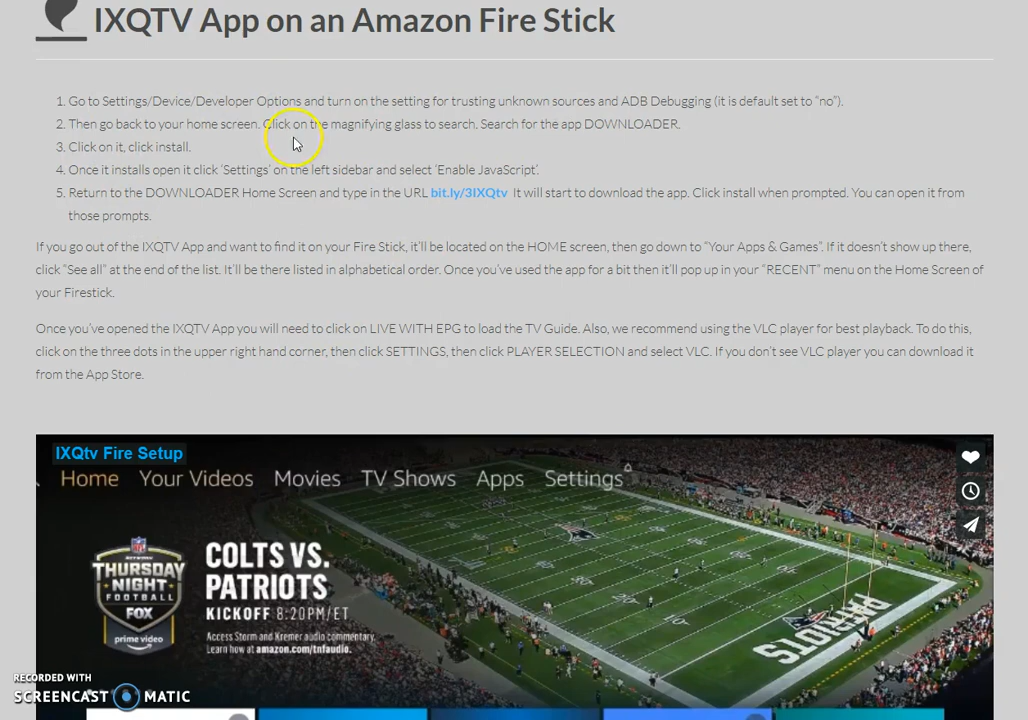 IXQTV App on an Amazon Fire Stick
1. Go to Settings/Device/Developer Options and turn on the setting for trusting unknown sources and ADB Debugging (it is default set to “no”).
2. Then go back to your home screen. Click on the magnifying glass to search. Search for the app DOWNLOADER.
3. Click on it, click install.
4. Once it installs open it click ‘Settings’ on the left sidebar and select ‘Enable JavaScript’.
5. Return to the DOWNLOADER Home Screen and type in the URL bit.ly/3IXQtv It will start to download the app. Click install when prompted. You can open it from
those prompts.
If you go out of the IXQTV App and want to find it on your Fire Stick, it’ll be located on the HOME screen, then go down to “Your Apps & Games”. If it doesn’t show up there,
click “See all” at the end of the list. It’ll be there listed in alphabetical order. Once you’ve used the app for a bit then it’ll pop up in your “RECENT” menu on the Home Screen of
your Firestick.
Once you’ve opened the IXQTV App you will need to click on LIVE WITH EPG to load the TV Guide. Also, we recommend using the VLC player for best playback. To do this,
click on the three dots in the upper right hand corner, then click SETTINGS, then click PLAYER SELECTION and select VLC. If you don’t see VLC player you can download it
from the App Store.
IXQtv Fire Setup
Home Your Videos Movies TV Shows Apps Settings
NFL
THURSDAY
NIGHT
FOOTBALL
FOX
prime video
COLTS VS.
PATRIOTS
KICKOFF 8:20PM/ET
Access Storm and Kremer audio commentary.
Learn how at amazon.com/tnfaudio.
PATRIOTS
RECORDED WITH
SCREENCAST MATIC